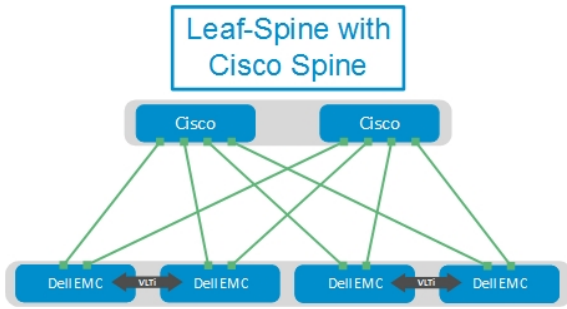 Leaf-Spine with
Cisco Spine
Cisco Cisco
Dell EMC VLTi Dell EMC Dell EMC VLTi Dell EMC